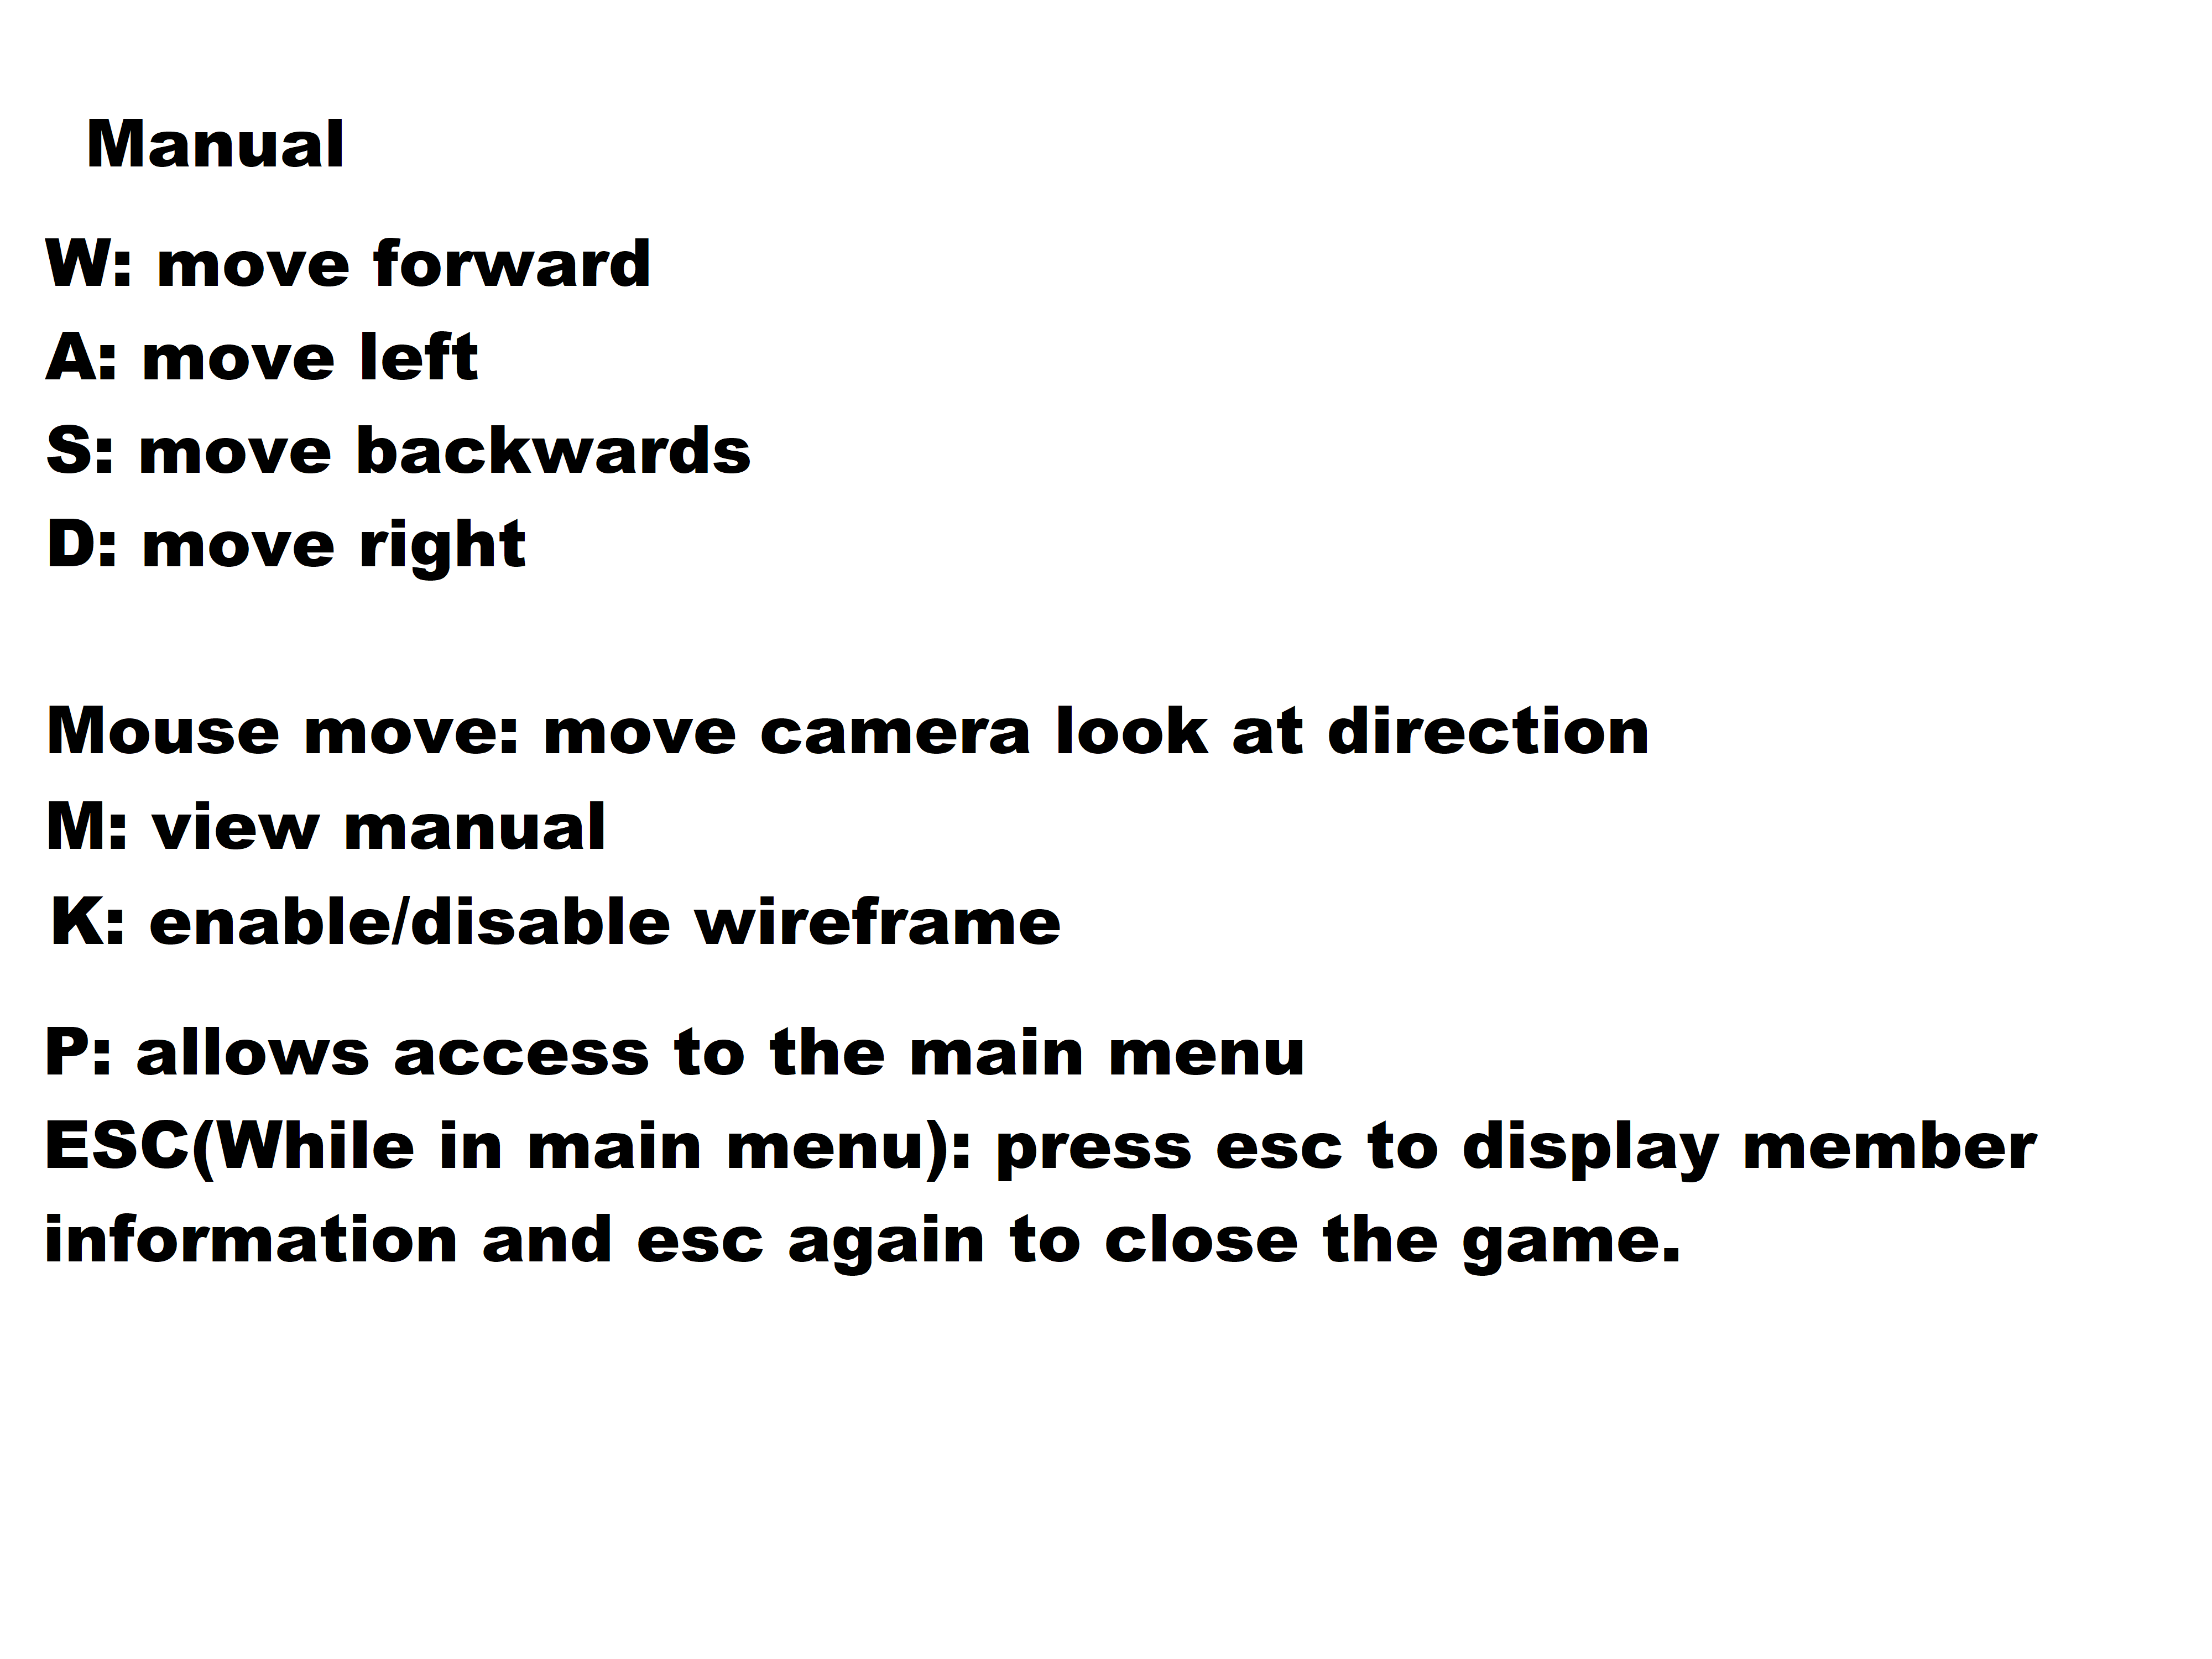 Manual
W: move forward
A: move left
S: move backwards
D: move right
Mouse move: move camera look at direction
M: view manual
K: enable/disable wireframe
P: allows access to the main menu
ESC(While in main menu): press esc to display member
information and esc again to close the game.